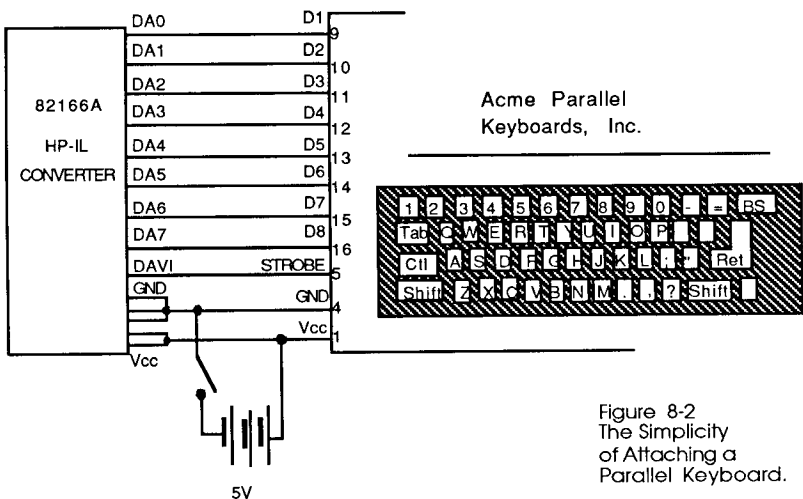 DA0 D1
9
DA1 D2
10
DA2 D3
11
DA3 D4
12
DA4 D5
13
DA5 D6
14
DA6 D7
15
DA7 D8
16
DAVI STROBE
5
GND GND
4
Vcc
1
Vcc
82166A
HP-IL
CONVERTER
5V
Acme Parallel
Keyboards, Inc.
1 2 3 4 5 6 7 8 9 0 - = BS
Tab Q W E R T Y U I O P
Ctl A S D F G H J K L ; " Ret
Shift Z X C V B N M . , ? Shift
Figure 8-2
The Simplicity
of Attaching a
Parallel Keyboard.